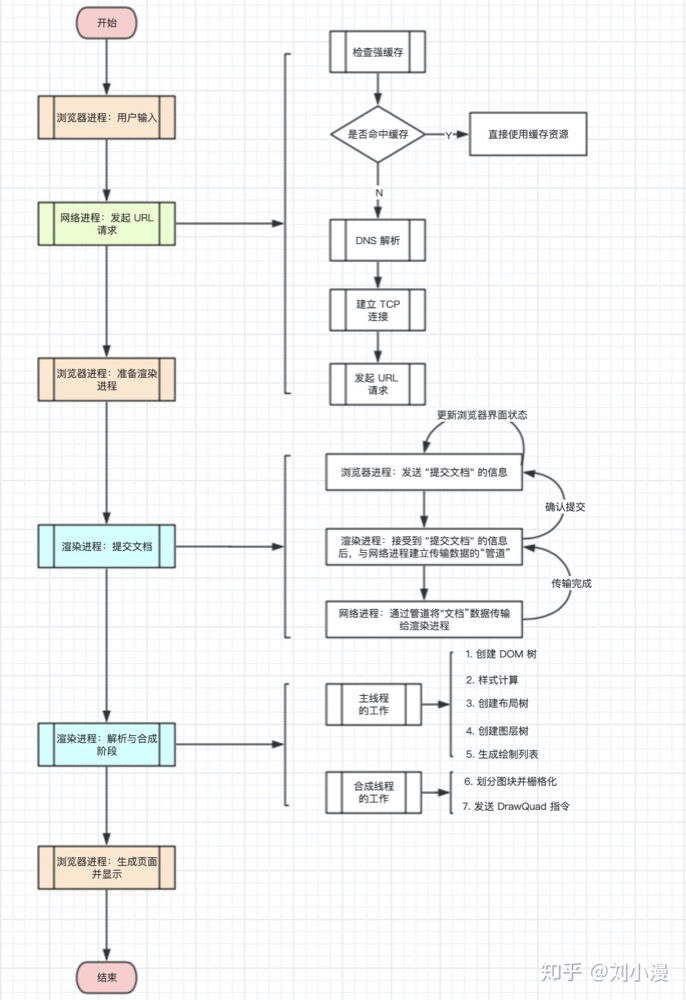 开始
浏览器进程：用户输入
网络进程：发起 URL
请求
浏览器进程：准备渲染
进程
渲染进程：提交文档
渲染进程：解析与合成
阶段
浏览器进程：生成页面
并显示
结束
检查强缓存
是否命中缓存
Y
直接使用缓存资源
N
DNS 解析
建立 TCP
连接
发起 URL
请求
更新浏览器界面状态
浏览器进程：发送 "提交文档" 的信息
确认提交
渲染进程：接受到 "提交文档" 的信息
后，与网络进程建立传输数据的“管道”
传输完成
网络进程：通过管道将“文档”数据传输
给渲染进程
主线程
的工作
1. 创建 DOM 树
2. 样式计算
3. 创建布局树
4. 创建图层树
5. 生成绘制列表
合成线程
的工作
6. 划分图块并栅格化
7. 发送 DrawQuad 指令
知乎 @刘小漫